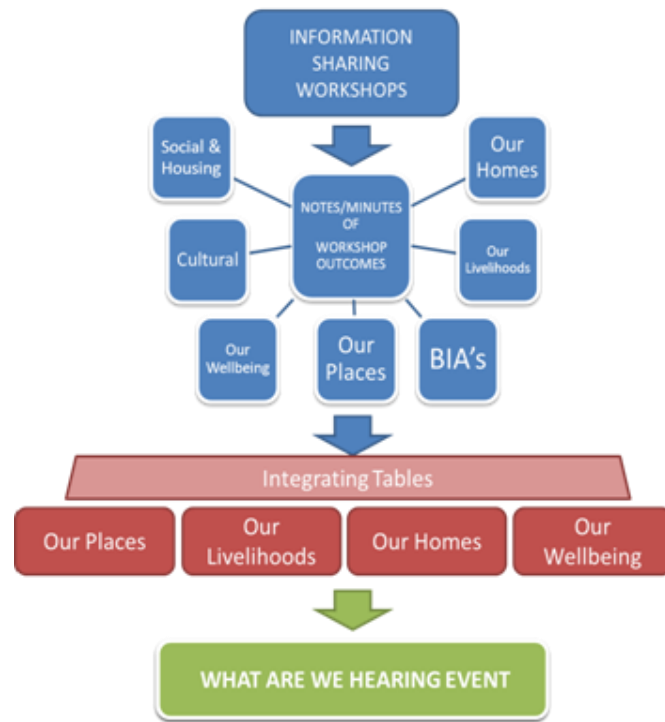 INFORMATION
SHARING
WORKSHOPS
Social &
Housing
Our
Homes
NOTES/MINUTES
OF
WORKSHOP
OUTCOMES
Cultural
Our
Livelihoods
Our
Wellbeing
Our
Places
BIA's
Integrating Tables
Our Places
Our
Livelihoods
Our Homes
Our
Wellbeing
WHAT ARE WE HEARING EVENT